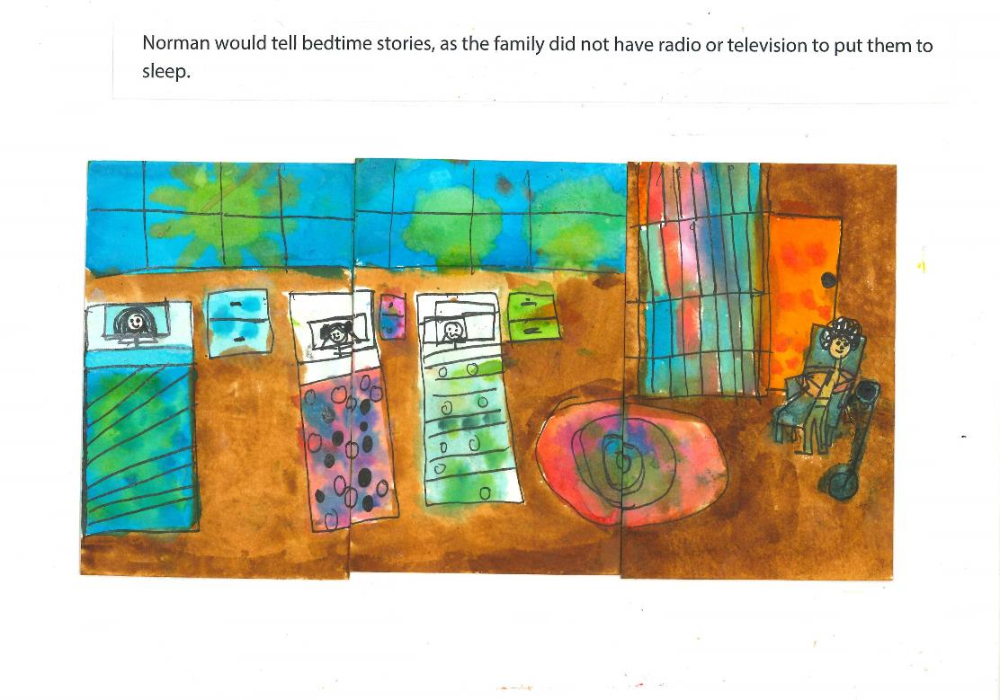 Norman would tell bedtime stories, as the family did not have radio or television to put them to
sleep.